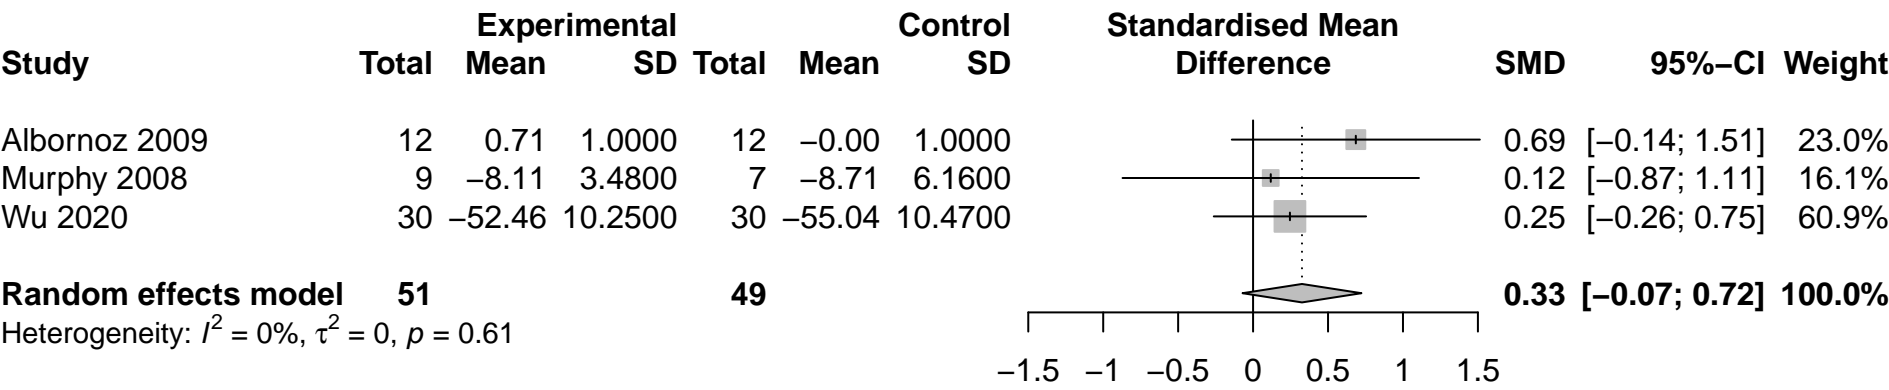 Experimental Control Standardised Mean
Study Total Mean SD Total Mean SD Difference SMD 95%−CI Weight
Albornoz 2009 12 0.71 1.0000 12 −0.00 1.0000 0.69 [−0.14; 1.51] 23.0%
Murphy 2008 9 −8.11 3.4800 7 −8.71 6.1600 0.12 [−0.87; 1.11] 16.1%
Wu 2020 30 −52.46 10.2500 30 −55.04 10.4700 0.25 [−0.26; 0.75] 60.9%
Random effects model 51 49 0.33 [−0.07; 0.72] 100.0%
Heterogeneity: I² = 0%, τ² = 0, p = 0.61
−1.5 −1 −0.5 0 0.5 1 1.5